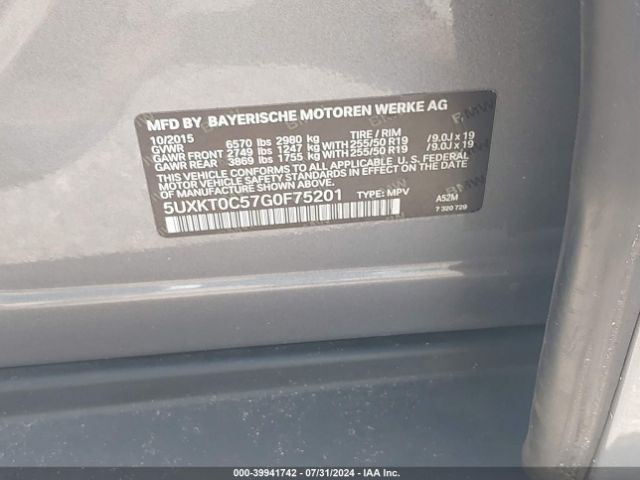 MFD BY BAYERISCHE MOTOREN WERKE AG
10/2015 TIRE / RIM
GVWR 6570 lbs 2980 kg
GAWR FRONT 2749 lbs 1247 kg WITH 255/50 R19 /9.0J x 19
GAWR REAR 3869 lbs 1755 kg WITH 255/50 R19 /9.0J x 19
THIS VEHICLE CONFORMS TO ALL APPLICABLE U.S. FEDERAL
MOTOR VEHICLE SAFETY STANDARDS IN EFFECT ON THE DATE
OF MANUFACTURE SHOWN ABOVE.
5UXKT0C57G0F75201 TYPE: MPV A52M
7 320 729
000-39941742 / 07/31/2024 / IAA Inc.